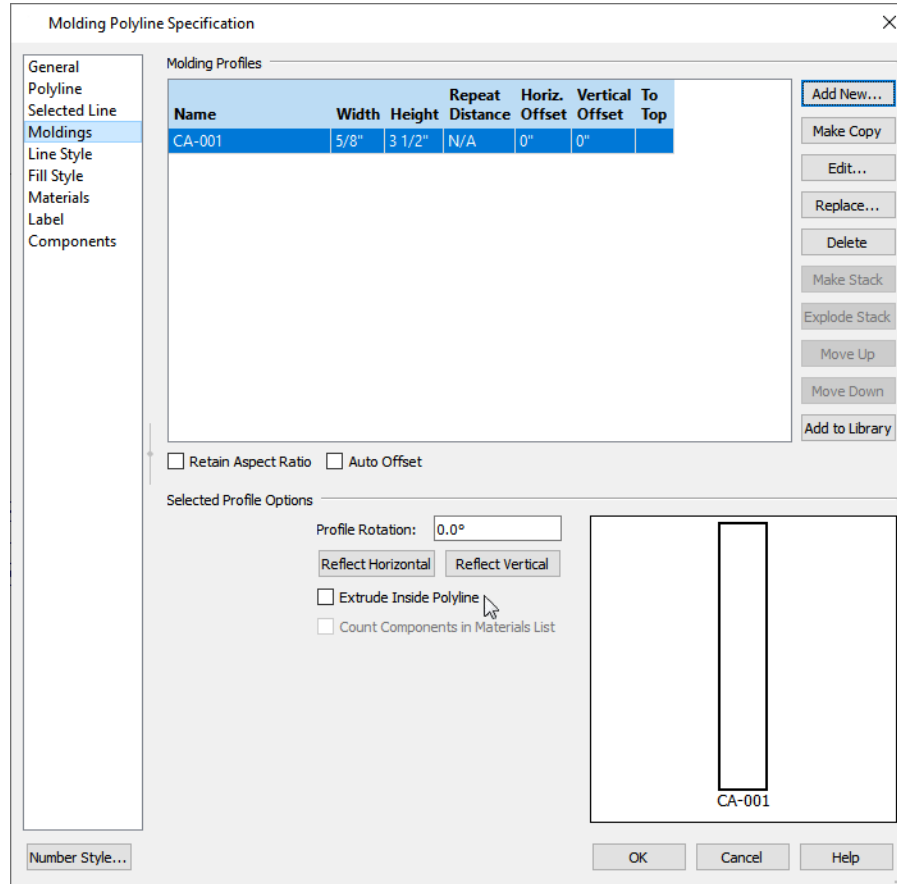 Molding Polyline Specification
General
Polyline
Selected Line
Moldings
Line Style
Fill Style
Materials
Label
Components
Molding Profiles
Name Width Height Repeat Distance Horiz. Offset Vertical Offset To Top
CA-001 5/8" 3 1/2" N/A 0" 0"
Add New...
Make Copy
Edit...
Replace...
Delete
Make Stack
Explode Stack
Move Up
Move Down
Add to Library
Retain Aspect Ratio Auto Offset
Selected Profile Options
Profile Rotation: 0.0°
Reflect Horizontal Reflect Vertical
Extrude Inside Polyline
Count Components in Materials List
CA-001
Number Style... OK Cancel Help